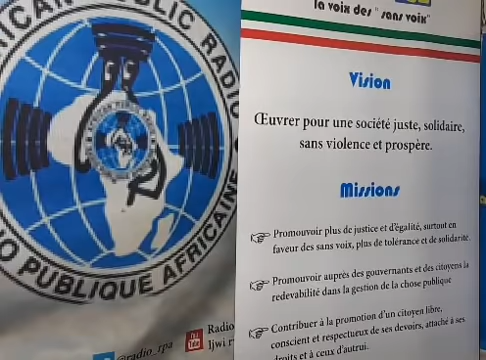 AFRICAN PUBLIC RADIO
RADIO PUBLIQUE AFRICAINE
@radio_rpa
Radio
Ijwi r
la voix des "sans voix"
Vision
Œuvrer pour une société juste, solidaire,
sans violence et prospère.
Missions
Promouvoir plus de justice et d'égalité, surtout en
faveur des sans voix, plus de tolérance et de solidarité.
Promouvoir auprès des gouvernants et des citoyens la
redevabilité dans la gestion de la chose publique
Contribuer à la promotion d'un citoyen libre,
conscient et respectueux de ses devoirs, attaché à ses
droits et à ceux d'autrui.